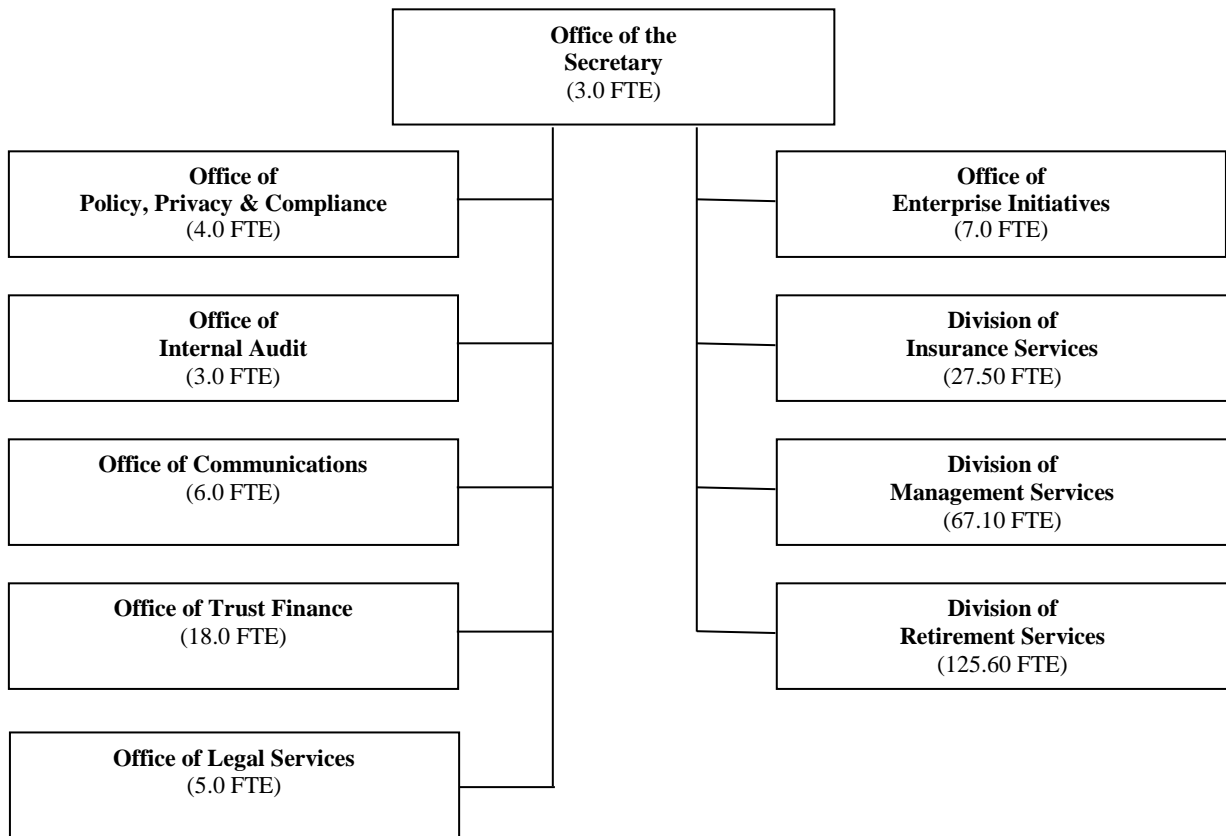 Office of the
Secretary
(3.0 FTE)
Office of
Policy, Privacy & Compliance
(4.0 FTE)
Office of
Internal Audit
(3.0 FTE)
Office of Communications
(6.0 FTE)
Office of Trust Finance
(18.0 FTE)
Office of Legal Services
(5.0 FTE)
Office of
Enterprise Initiatives
(7.0 FTE)
Division of
Insurance Services
(27.50 FTE)
Division of
Management Services
(67.10 FTE)
Division of
Retirement Services
(125.60 FTE)